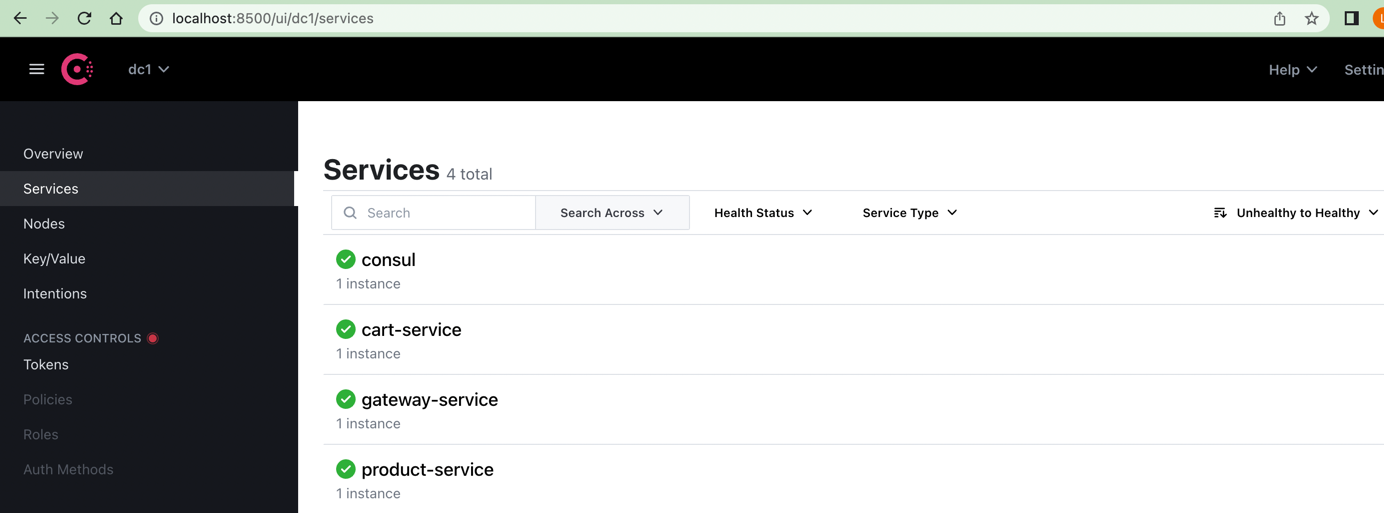 localhost:8500/ui/dc1/services
dc1
Help
Settin
Overview
Services
Nodes
Key/Value
Intentions
ACCESS CONTROLS
Tokens
Policies
Roles
Auth Methods
Services 4 total
Search Search Across Health Status Service Type Unhealthy to Healthy
consul
1 instance
cart-service
1 instance
gateway-service
1 instance
product-service
1 instance